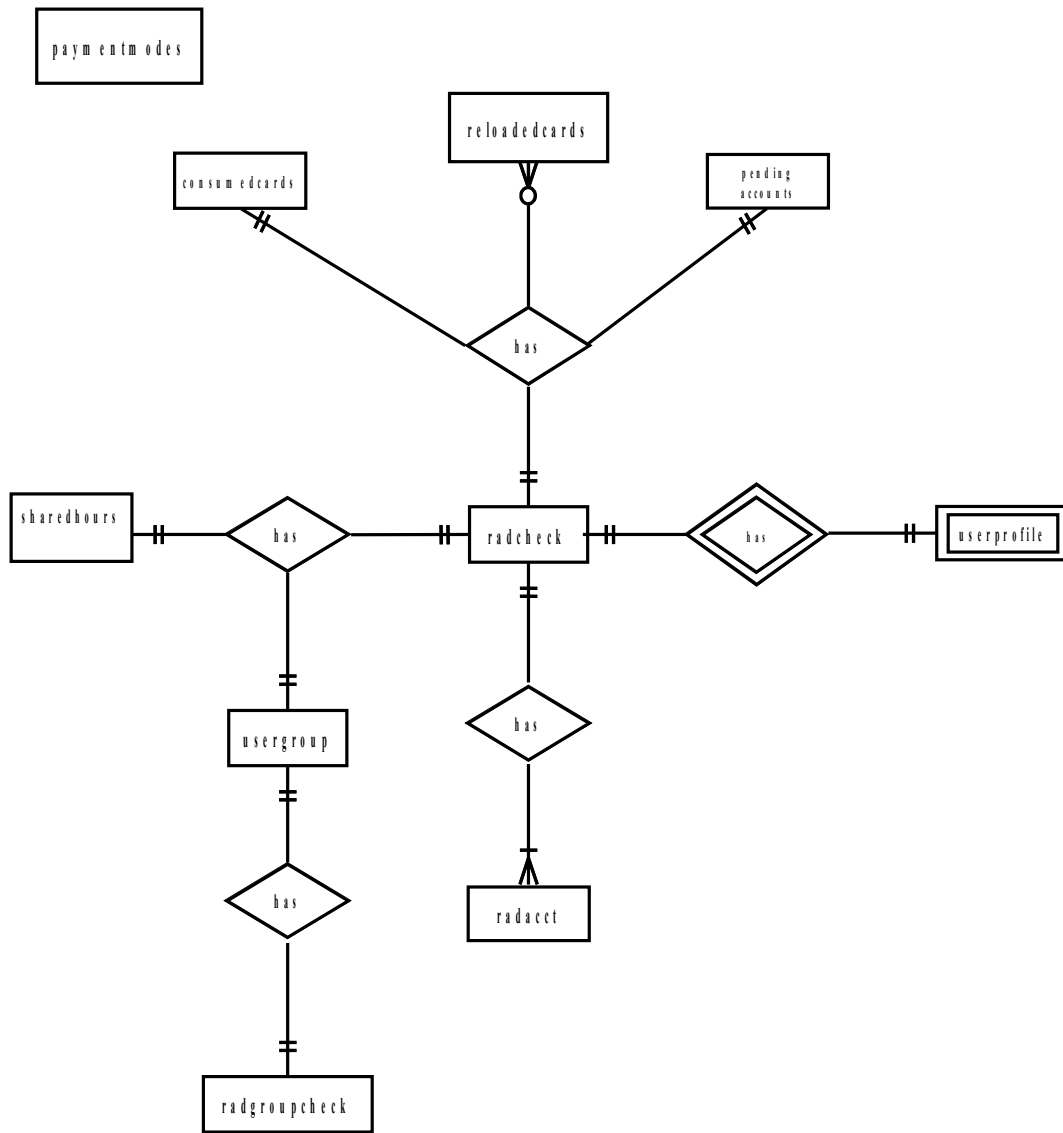 paymentmodes
reloadedcards
consumedcards
pending
accounts
has
sharedhours
has
radcheck
has
userprofile
usergroup
has
has
radacct
radgroupcheck